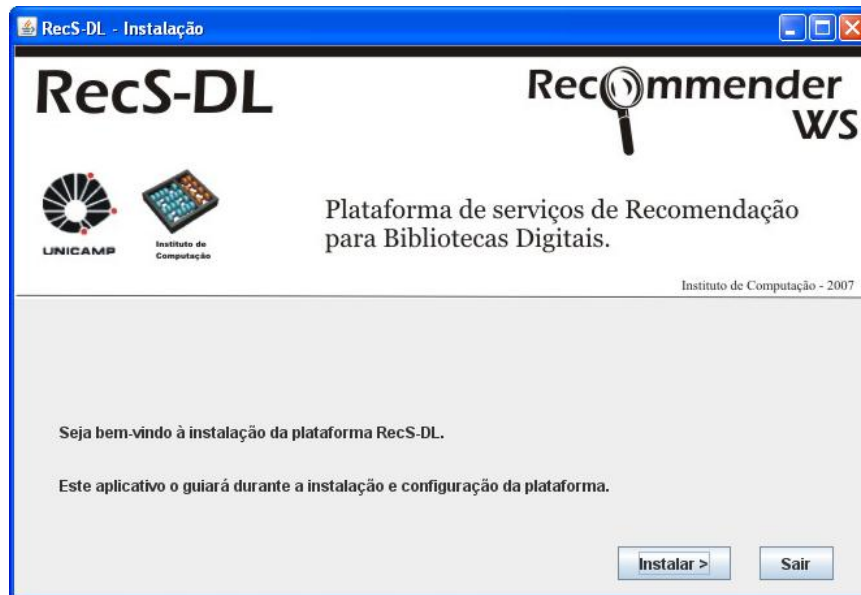 RecS-DL - Instalação
RecS-DL
Recommender
WS
UNICAMP
Instituto de
Computação
Plataforma de serviços de Recomendação
para Bibliotecas Digitais.
Instituto de Computação - 2007
Seja bem-vindo à instalação da plataforma RecS-DL.
Este aplicativo o guiará durante a instalação e configuração da plataforma.
Instalar >
Sair